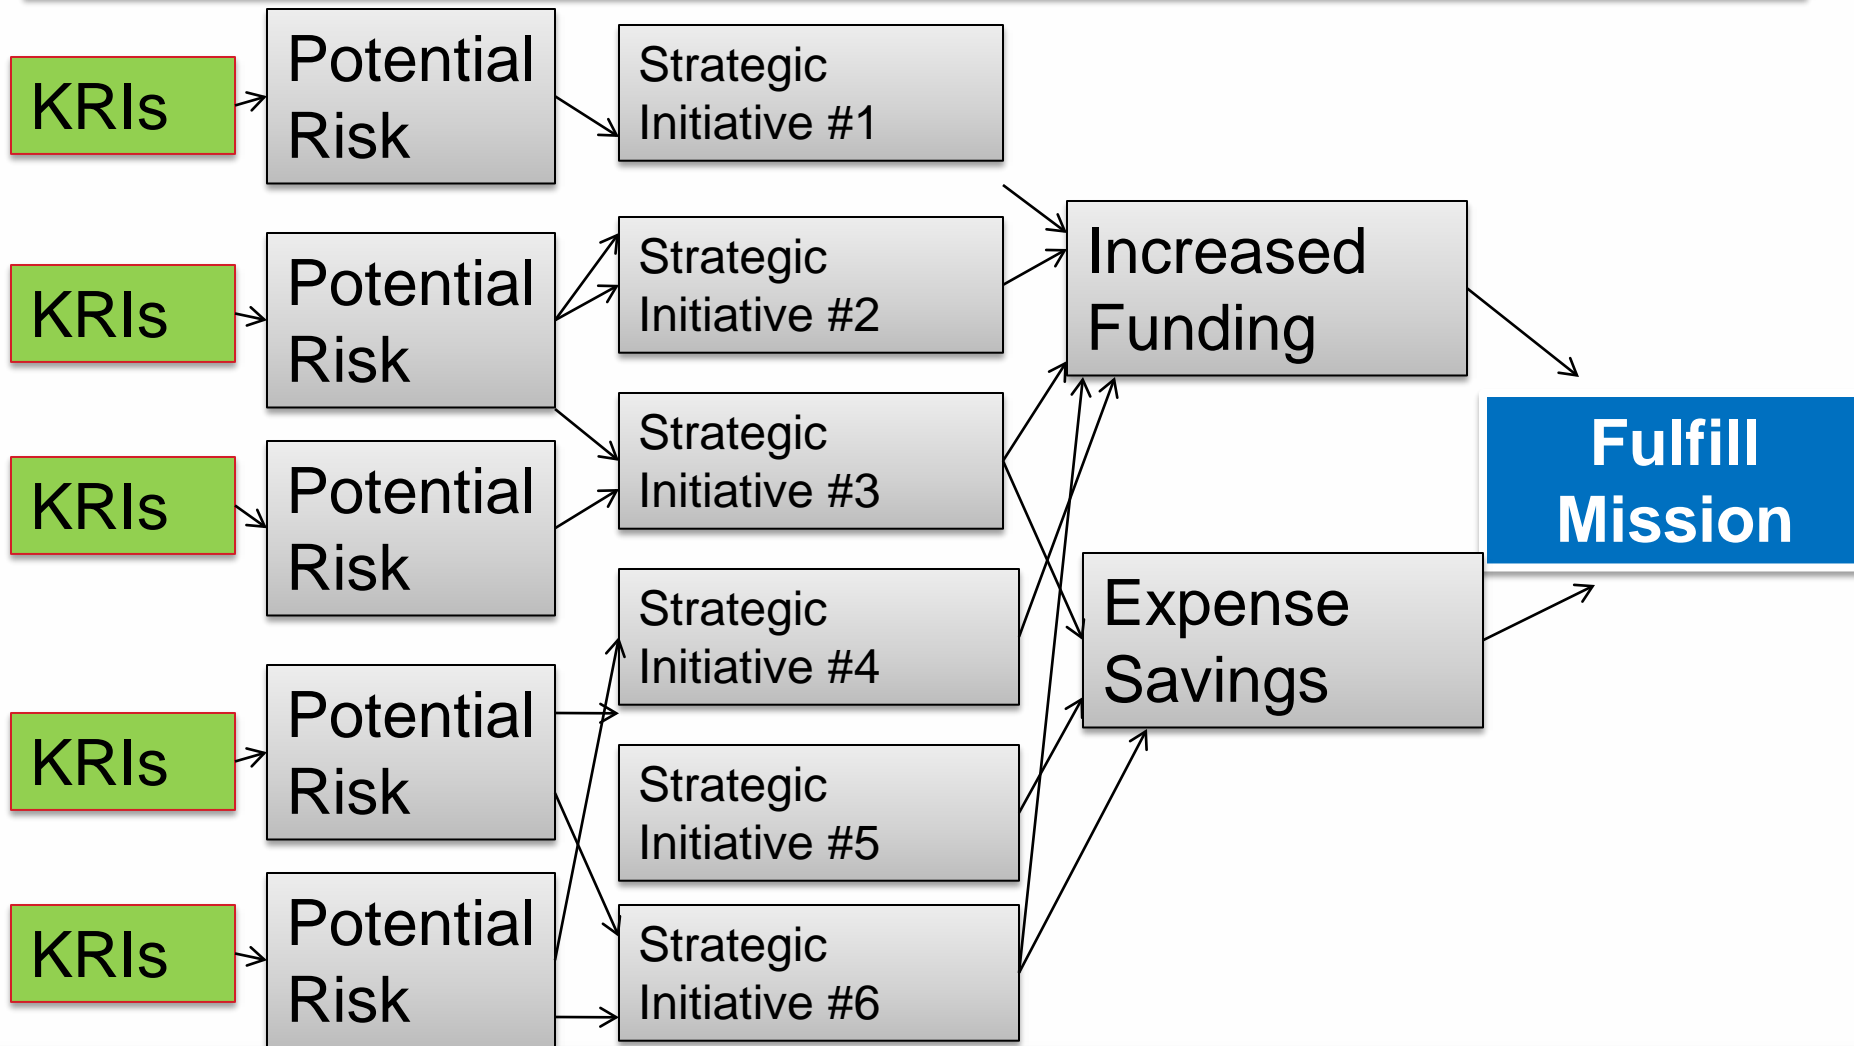 KRIs
Potential
Risk
Strategic
Initiative #1
KRIs
Potential
Risk
Strategic
Initiative #2
Increased
Funding
KRIs
Potential
Risk
Strategic
Initiative #3
Fulfill
Mission
Strategic
Initiative #4
Expense
Savings
KRIs
Potential
Risk
Strategic
Initiative #5
KRIs
Potential
Risk
Strategic
Initiative #6